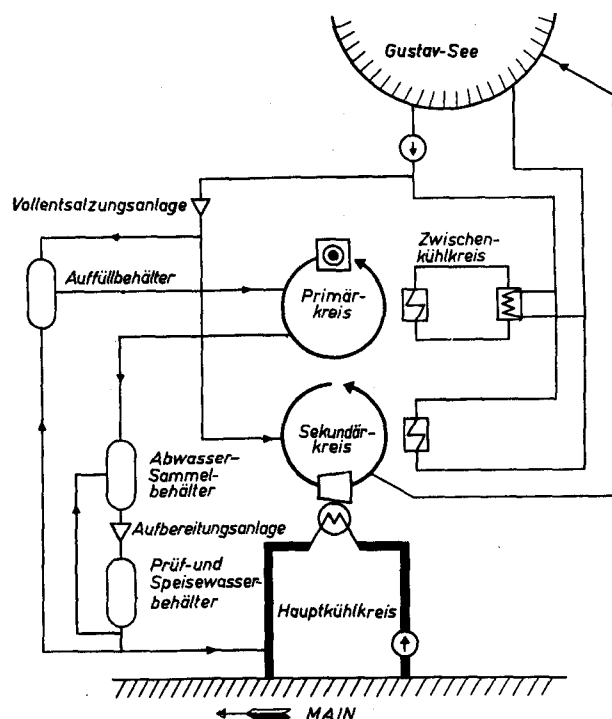 Gustav-See
Vollentsalzungsanlage
Auffüllbehälter
Zwischen-
kühlkreis
Primär-
kreis
Sekundär-
kreis
Abwasser-
Sammel-
behälter
Aufbereitungsanlage
Prüf-und
Speisewasser-
behälter
Hauptkühlkreis
MAIN